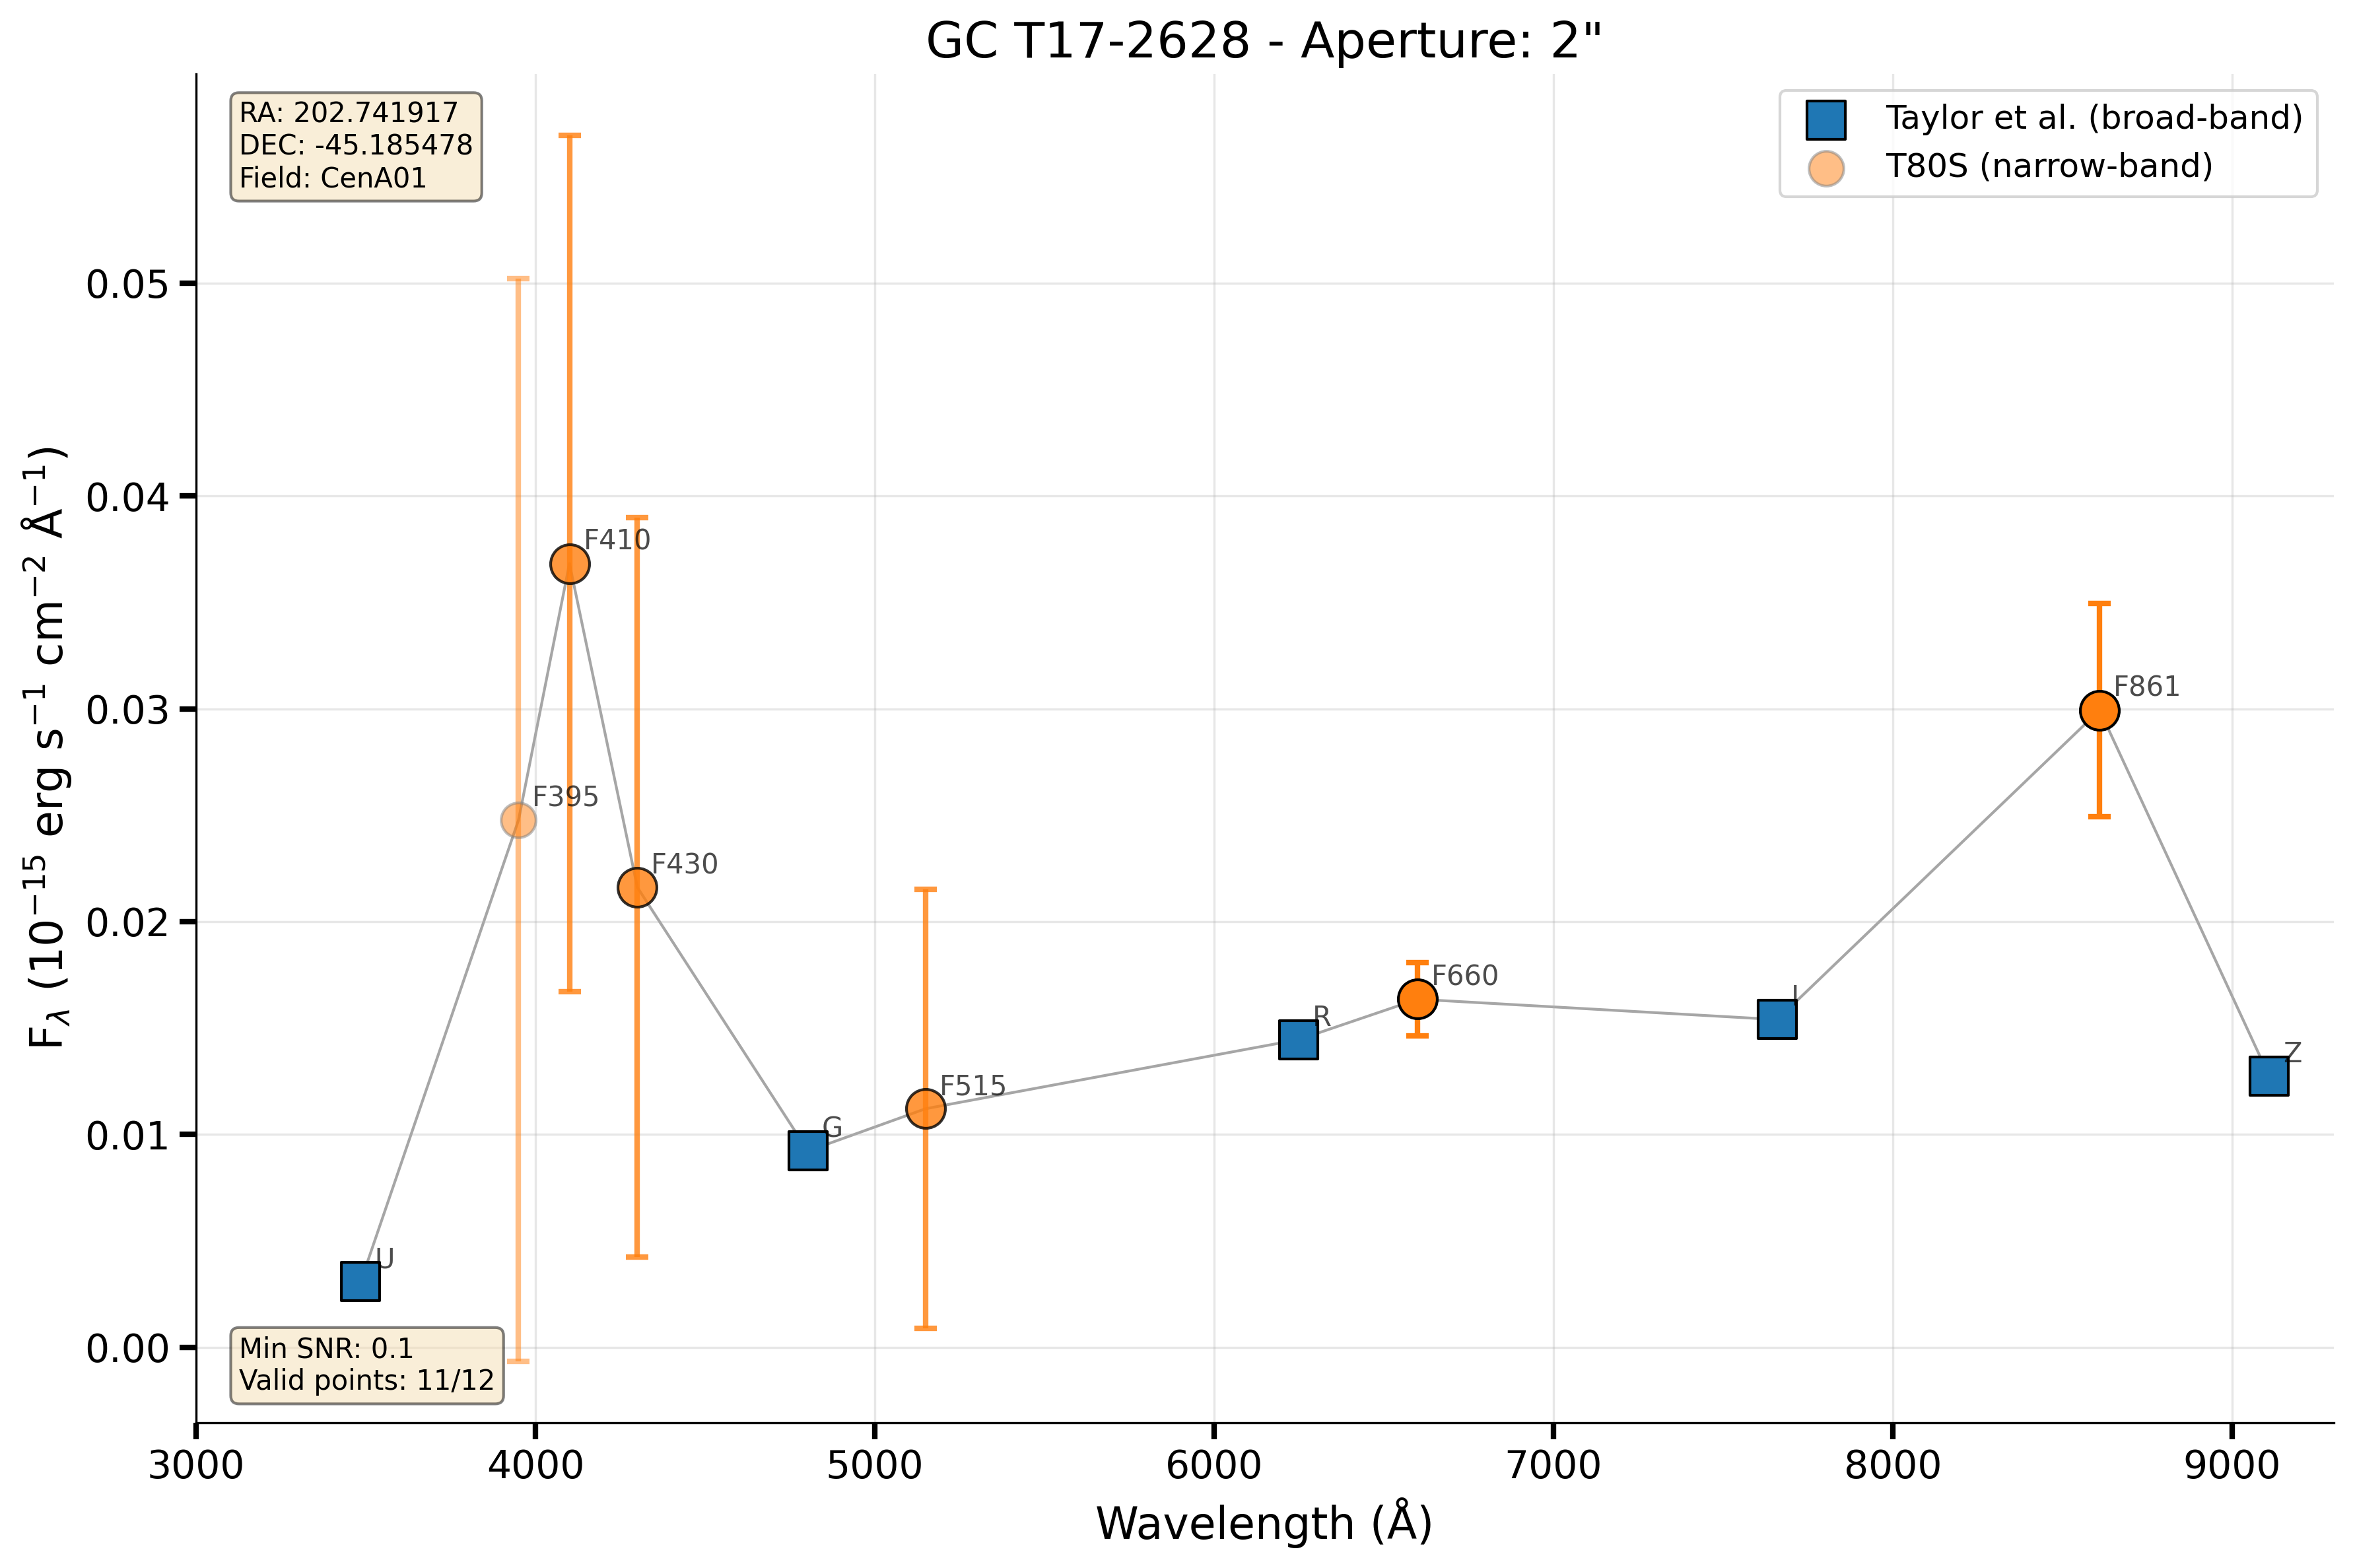 GC T17-2628 - Aperture: 2"
RA: 202.741917
DEC: -45.185478
Field: CenA01
Taylor et al. (broad-band)
T80S (narrow-band)
0.05
0.04
0.03
0.02
0.01
0.00
F410
F395
F430
F861
F660
F515
R
I
Z
G
U
Min SNR: 0.1
Valid points: 11/12
3000 4000 5000 6000 7000 8000 9000
Wavelength (Å)
F_λ (10⁻¹⁵ erg s⁻¹ cm⁻² Å⁻¹)